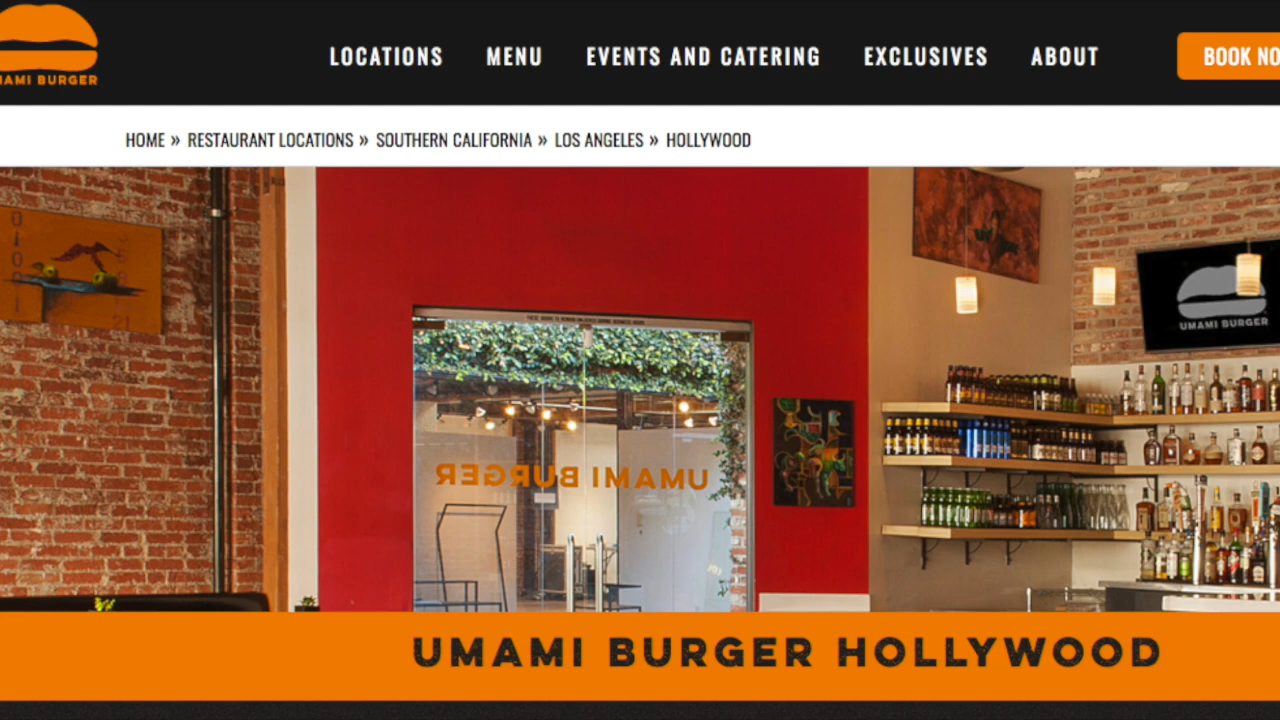 UMAMI BURGER
LOCATIONS MENU EVENTS AND CATERING EXCLUSIVES ABOUT BOOK NO
HOME » RESTAURANT LOCATIONS » SOUTHERN CALIFORNIA » LOS ANGELES » HOLLYWOOD
UMAMI BURGER
UMAMI BURGER
UMAMI BURGER HOLLYWOOD